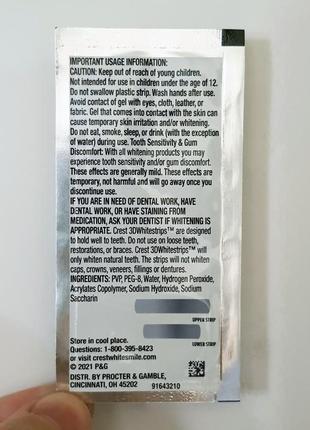 IMPORTANT USAGE INFORMATION:
CAUTION: Keep out of reach of young children.
Not intended for use in children under the age of 12.
Do not swallow plastic strip. Wash hands after use.
Avoid contact of gel with eyes, cloth, leather, or
fabric. Gel that comes into contact with the skin can
cause temporary skin irritation and/or whitening.
Do not eat, smoke, sleep, or drink (with the exception
of water) during use. Tooth Sensitivity & Gum
Discomfort: With all whitening products you may
experience tooth sensitivity and/or gum discomfort.
These effects are generally mild. These effects are
temporary, not harmful and will go away once you
discontinue use.
IF YOU ARE IN NEED OF DENTAL WORK, HAVE
DENTAL WORK, OR HAVE STAINING FROM
MEDICATION, ASK YOUR DENTIST IF WHITENING IS
APPROPRIATE. Crest 3DWhitestrips™ are designed
to hold well to teeth. Do not use on loose teeth,
restorations, or braces. Crest 3DWhitestrips™ will
only whiten natural teeth. The strips will not whiten
caps, crowns, veneers, fillings or dentures.
INGREDIENTS: PVP, PEG-8, Water, Hydrogen Peroxide,
Acrylates Copolymer, Sodium Hydroxide, Sodium
Saccharin
UPPER STRIP
LOWER STRIP
Store in cool place.
Questions: 1-800-395-8423
or visit crestwhitesmile.com
© 2021 P&G
DISTR. BY PROCTER & GAMBLE,
CINCINNATI, OH 45202
91643210